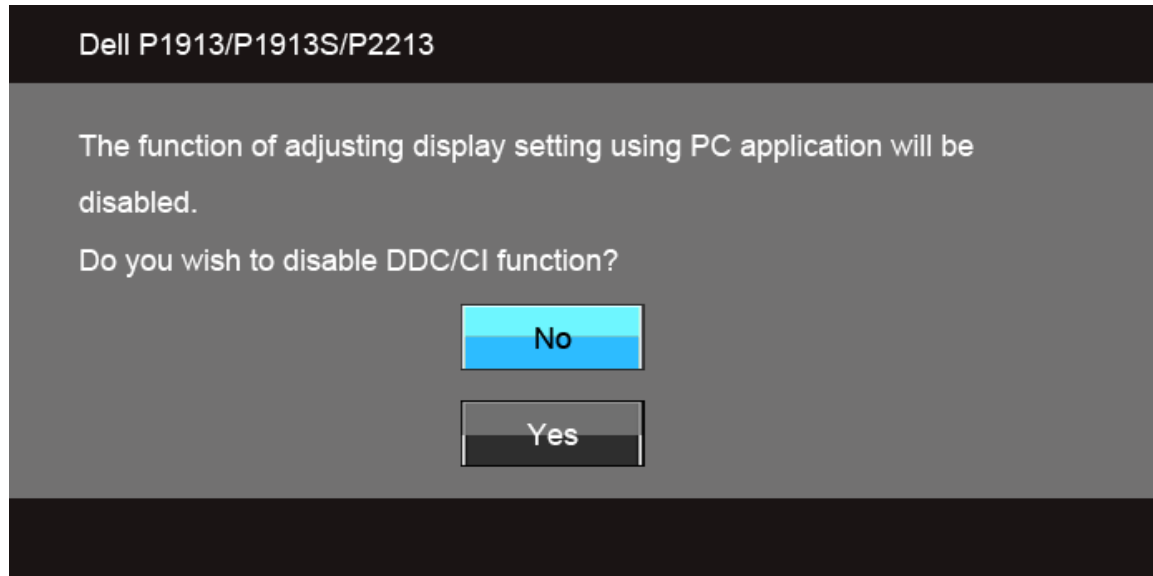 Dell P1913/P1913S/P2213
The function of adjusting display setting using PC application will be
disabled.
Do you wish to disable DDC/CI function?
No
Yes